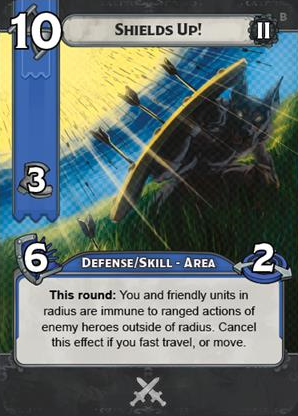 B
10
SHIELDS UP!
II
3
6
DEFENSE/SKILL - AREA
2
This round: You and friendly units in
radius are immune to ranged actions of
enemy heroes outside of radius. Cancel
this effect if you fast travel, or move.